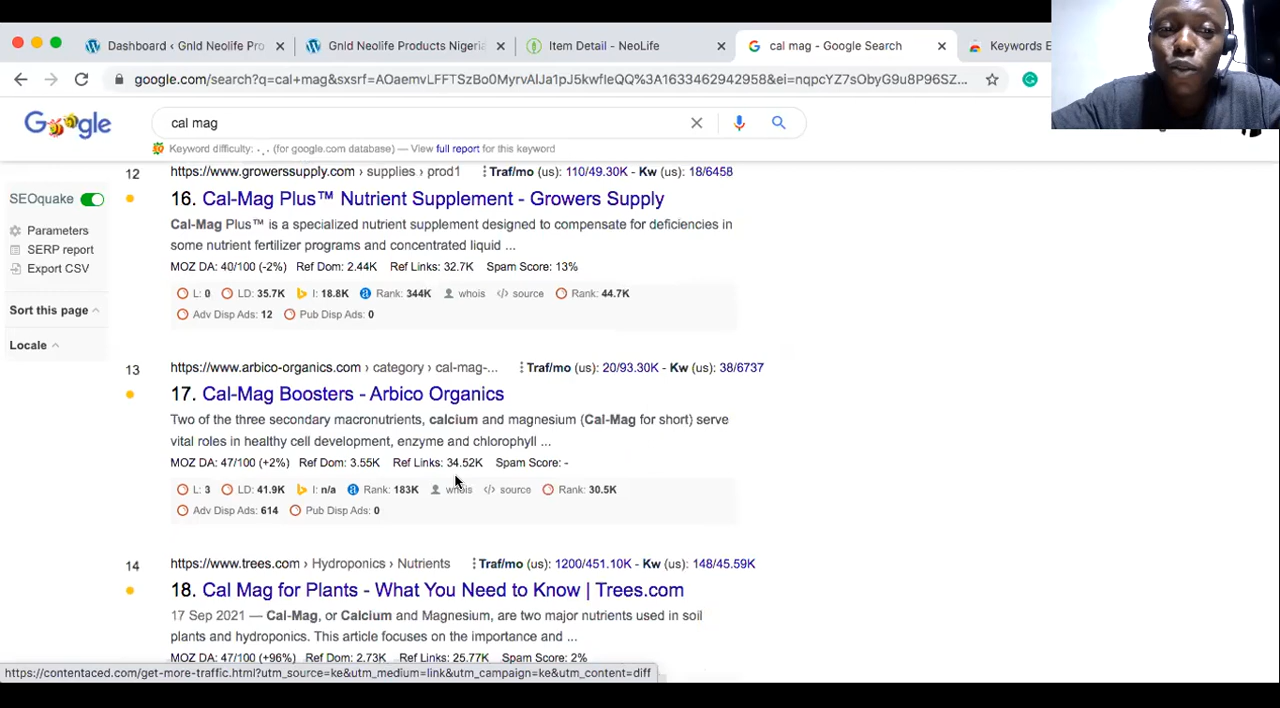 Dashboard ‹ Gnld Neolife Pro
Gnld Neolife Products Nigeri
Item Detail - NeoLife
cal mag - Google Search
Keywords E
google.com/search?q=cal+mag&sxsrf=AOaemvLFFTSzBo0MyrvAlJa1pJ5kwfleQQ%3A1633462942958&ei=nqpcYZ7sObyG9u8P96SZ...
Google
cal mag
Keyword difficulty: . , . (for google.com database) — View full report for this keyword
SEOquake
Parameters
SERP report
Export CSV
Sort this page
Locale
12
https://www.growerssupply.com › supplies › prod1
Traf/mo (us): 110/49.30K - Kw (us): 18/6458
16. Cal-Mag Plus™ Nutrient Supplement - Growers Supply
Cal-Mag Plus™ is a specialized nutrient supplement designed to compensate for deficiencies in
some nutrient fertilizer programs and concentrated liquid ...
MOZ DA: 40/100 (-2%) Ref Dom: 2.44K Ref Links: 32.7K Spam Score: 13%
L: 0 LD: 35.7K I: 18.8K Rank: 344K whois source Rank: 44.7K
Adv Disp Ads: 12 Pub Disp Ads: 0
13
https://www.arbico-organics.com › category › cal-mag-...
Traf/mo (us): 20/93.30K - Kw (us): 38/6737
17. Cal-Mag Boosters - Arbico Organics
Two of the three secondary macronutrients, calcium and magnesium (Cal-Mag for short) serve
vital roles in healthy cell development, enzyme and chlorophyll ...
MOZ DA: 47/100 (+2%) Ref Dom: 3.55K Ref Links: 34.52K Spam Score: -
L: 3 LD: 41.9K I: n/a Rank: 183K whois source Rank: 30.5K
Adv Disp Ads: 614 Pub Disp Ads: 0
14
https://www.trees.com › Hydroponics › Nutrients
Traf/mo (us): 1200/451.10K - Kw (us): 148/45.59K
18. Cal Mag for Plants - What You Need to Know | Trees.com
17 Sep 2021 — Cal-Mag, or Calcium and Magnesium, are two major nutrients used in soil
plants and hydroponics. This article focuses on the importance and ...
MOZ DA: 47/100 (+96%) Ref Dom: 2.73K Ref Links: 25.77K Spam Score: 2%
https://contentaced.com/get-more-traffic.html?utm_source=ke&utm_medium=link&utm_campaign=ke&utm_content=diff